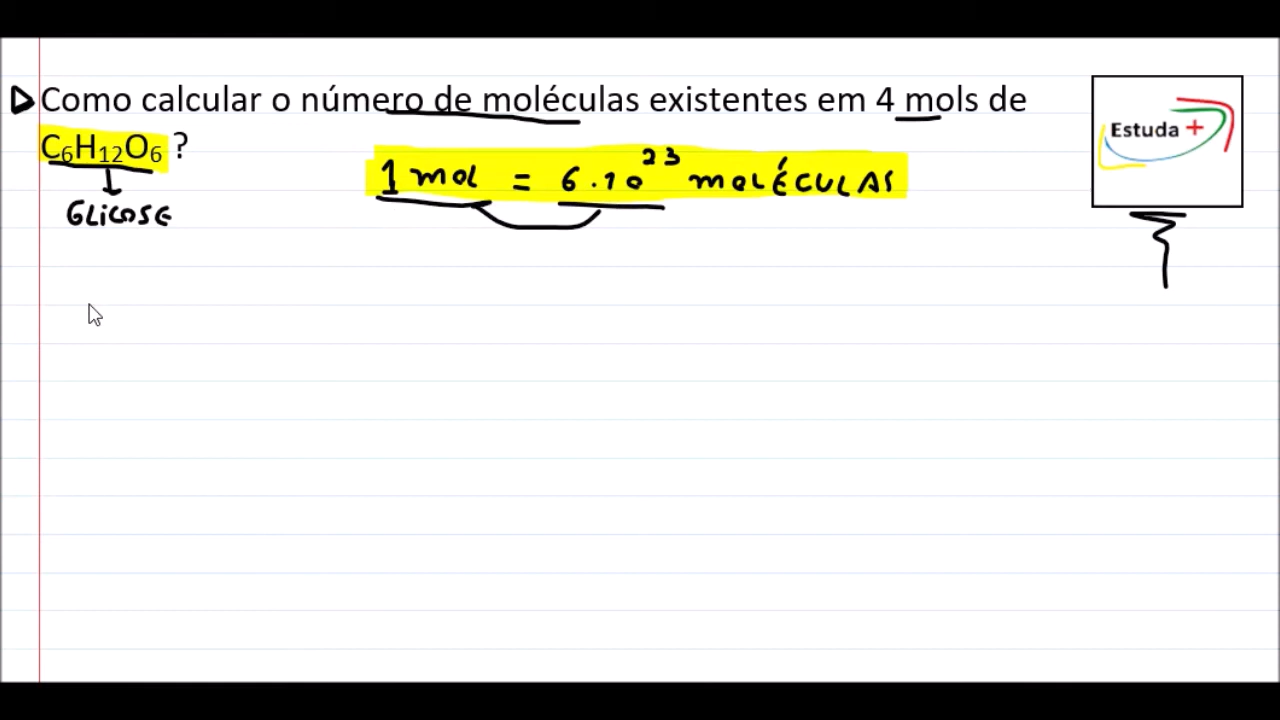 Como calcular o número de moléculas existentes em 4 mols de
C₆H₁₂O₆ ?
1 mol = 6.10²³ moLÉCULAS
GLicosE
Estuda +